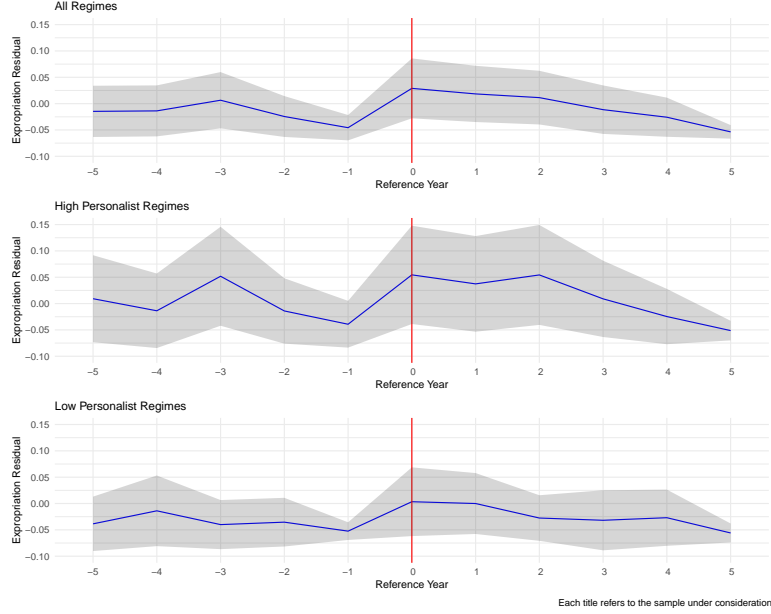 All Regimes
0.15
0.10
0.05
0.00
−0.05
−0.10
Expropriation Residual
−5 −4 −3 −2 −1 0 1 2 3 4 5
Reference Year
High Personalist Regimes
0.15
0.10
0.05
0.00
−0.05
−0.10
Expropriation Residual
−5 −4 −3 −2 −1 0 1 2 3 4 5
Reference Year
Low Personalist Regimes
0.15
0.10
0.05
0.00
−0.05
−0.10
Expropriation Residual
−5 −4 −3 −2 −1 0 1 2 3 4 5
Reference Year
Each title refers to the sample under consideration